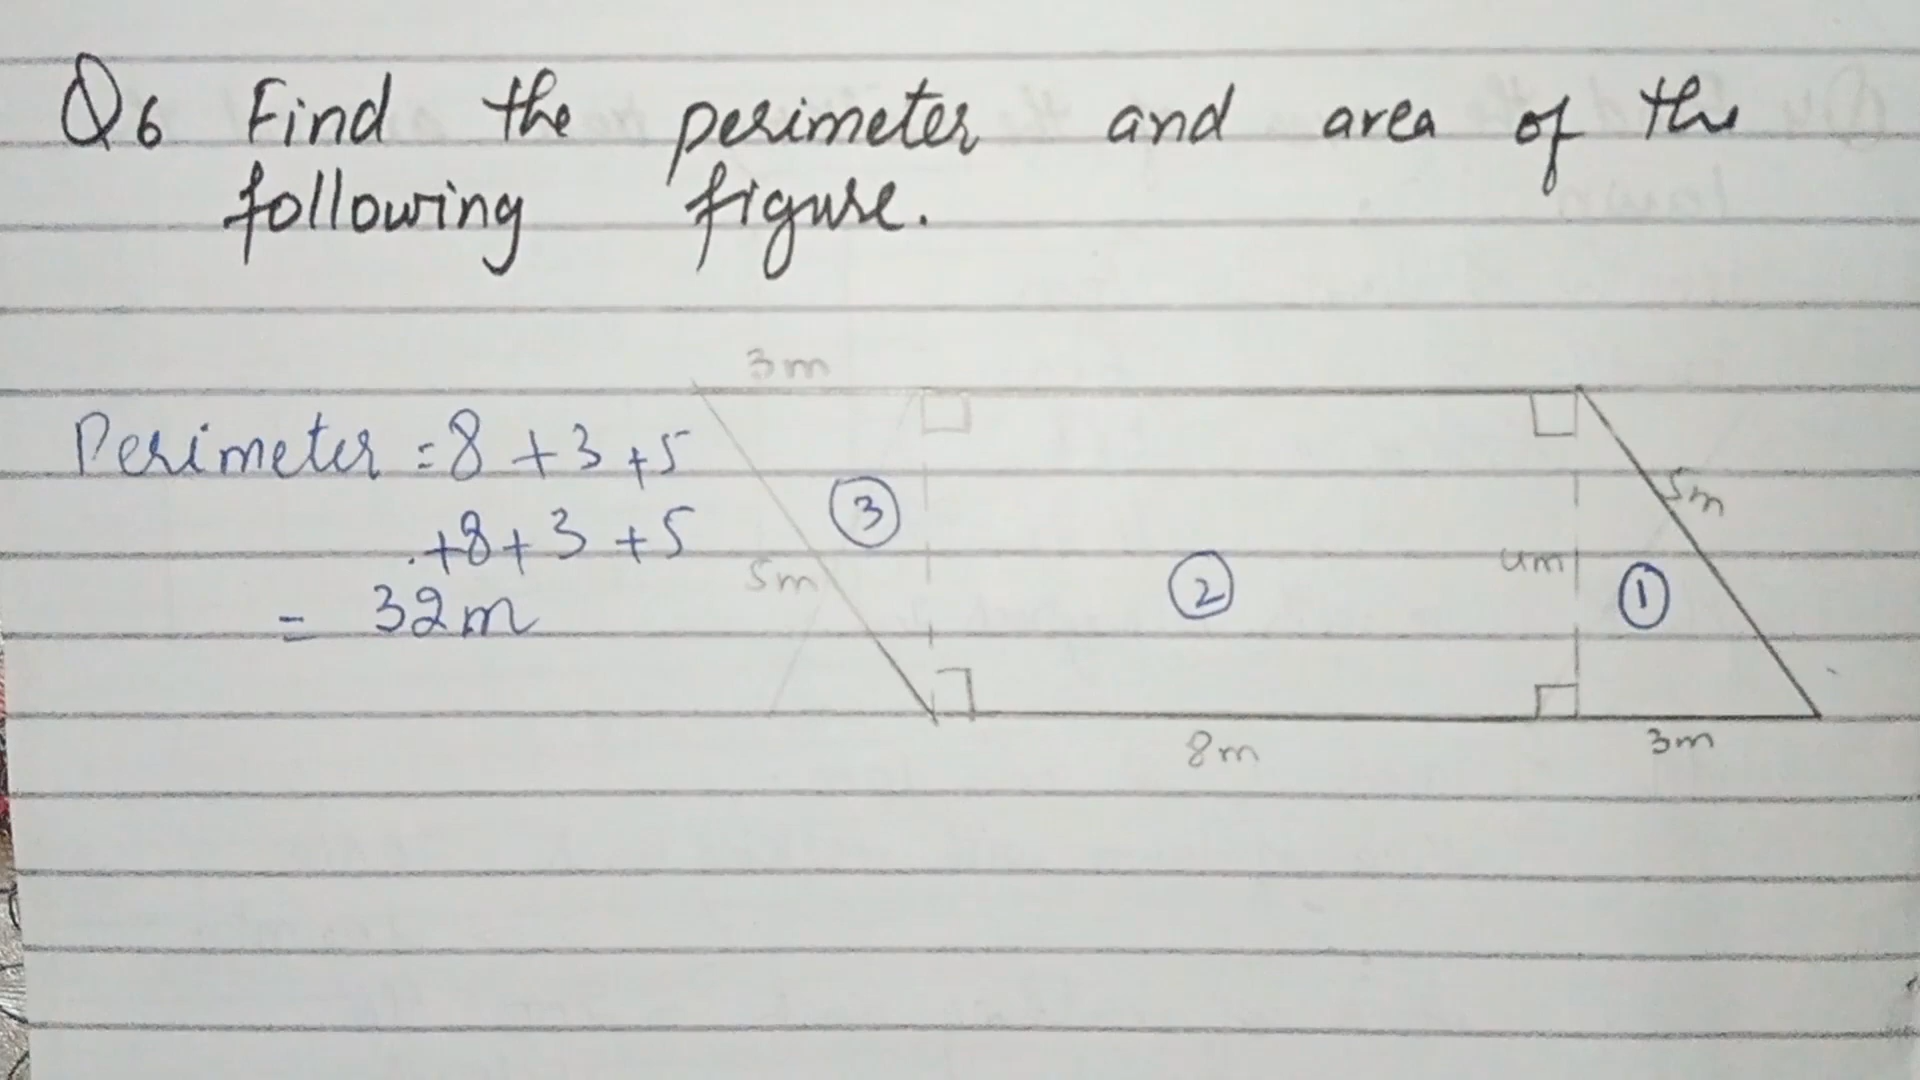 Q6 Find the perimeter and area of the
following figure.
3m
Perimeter = 8 + 3 + 5
+ 8 + 3 + 5
= 32m
3
5m
2
4m
5m
1
8m
3m